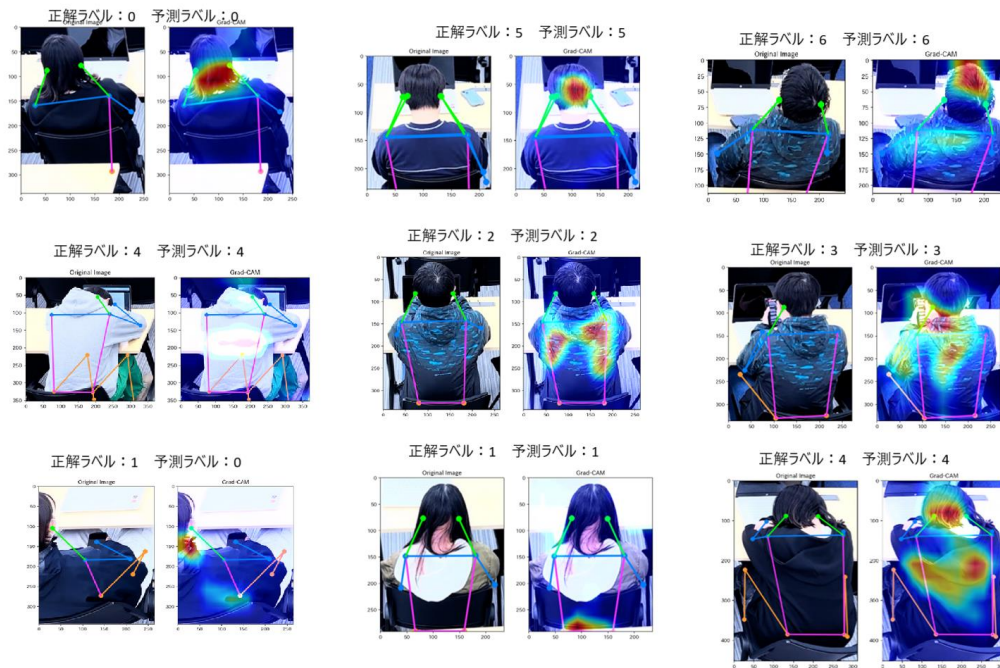 正解ラベル:0 予測ラベル:0
Original Image Grad-CAM
正解ラベル:5 予測ラベル:5
Original Image Grad-CAM
正解ラベル:6 予測ラベル:6
Original Image Grad-CAM
正解ラベル:4 予測ラベル:4
Original Image Grad-CAM
正解ラベル:2 予測ラベル:2
Original Image Grad-CAM
正解ラベル:3 予測ラベル:3
Original Image Grad-CAM
正解ラベル:1 予測ラベル:0
Original Image Grad-CAM
正解ラベル:1 予測ラベル:1
Original Image Grad-CAM
正解ラベル:4 予測ラベル:4
Original Image Grad-CAM